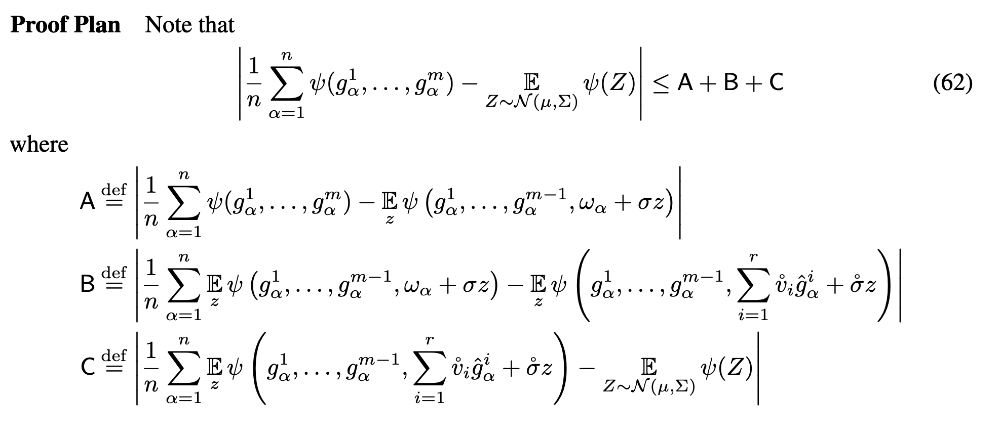 Proof Plan Note that
$$\left| \frac{1}{n} \sum_{\alpha=1}^{n} \psi(g_\alpha^1, \ldots, g_\alpha^m) - \mathop{\mathbb{E}}_{Z \sim \mathcal{N}(\mu, \Sigma)} \psi(Z) \right| \leq \mathsf{A} + \mathsf{B} + \mathsf{C} \quad (62)$$
where
$$\mathsf{A} \stackrel{\text{def}}{=} \left| \frac{1}{n} \sum_{\alpha=1}^{n} \psi(g_\alpha^1, \ldots, g_\alpha^m) - \mathop{\mathbb{E}}_{z} \psi\left(g_\alpha^1, \ldots, g_\alpha^{m-1}, \omega_\alpha + \sigma z\right) \right|$$
$$\mathsf{B} \stackrel{\text{def}}{=} \left| \frac{1}{n} \sum_{\alpha=1}^{n} \mathop{\mathbb{E}}_{z} \psi\left(g_\alpha^1, \ldots, g_\alpha^{m-1}, \omega_\alpha + \sigma z\right) - \mathop{\mathbb{E}}_{z} \psi\left(g_\alpha^1, \ldots, g_\alpha^{m-1}, \sum_{i=1}^{r} \mathring{v}_i \hat{g}_\alpha^i + \mathring{\sigma} z\right) \right|$$
$$\mathsf{C} \stackrel{\text{def}}{=} \left| \frac{1}{n} \sum_{\alpha=1}^{n} \mathop{\mathbb{E}}_{z} \psi\left(g_\alpha^1, \ldots, g_\alpha^{m-1}, \sum_{i=1}^{r} \mathring{v}_i \hat{g}_\alpha^i + \mathring{\sigma} z\right) - \mathop{\mathbb{E}}_{Z \sim \mathcal{N}(\mu, \Sigma)} \psi(Z) \right|$$